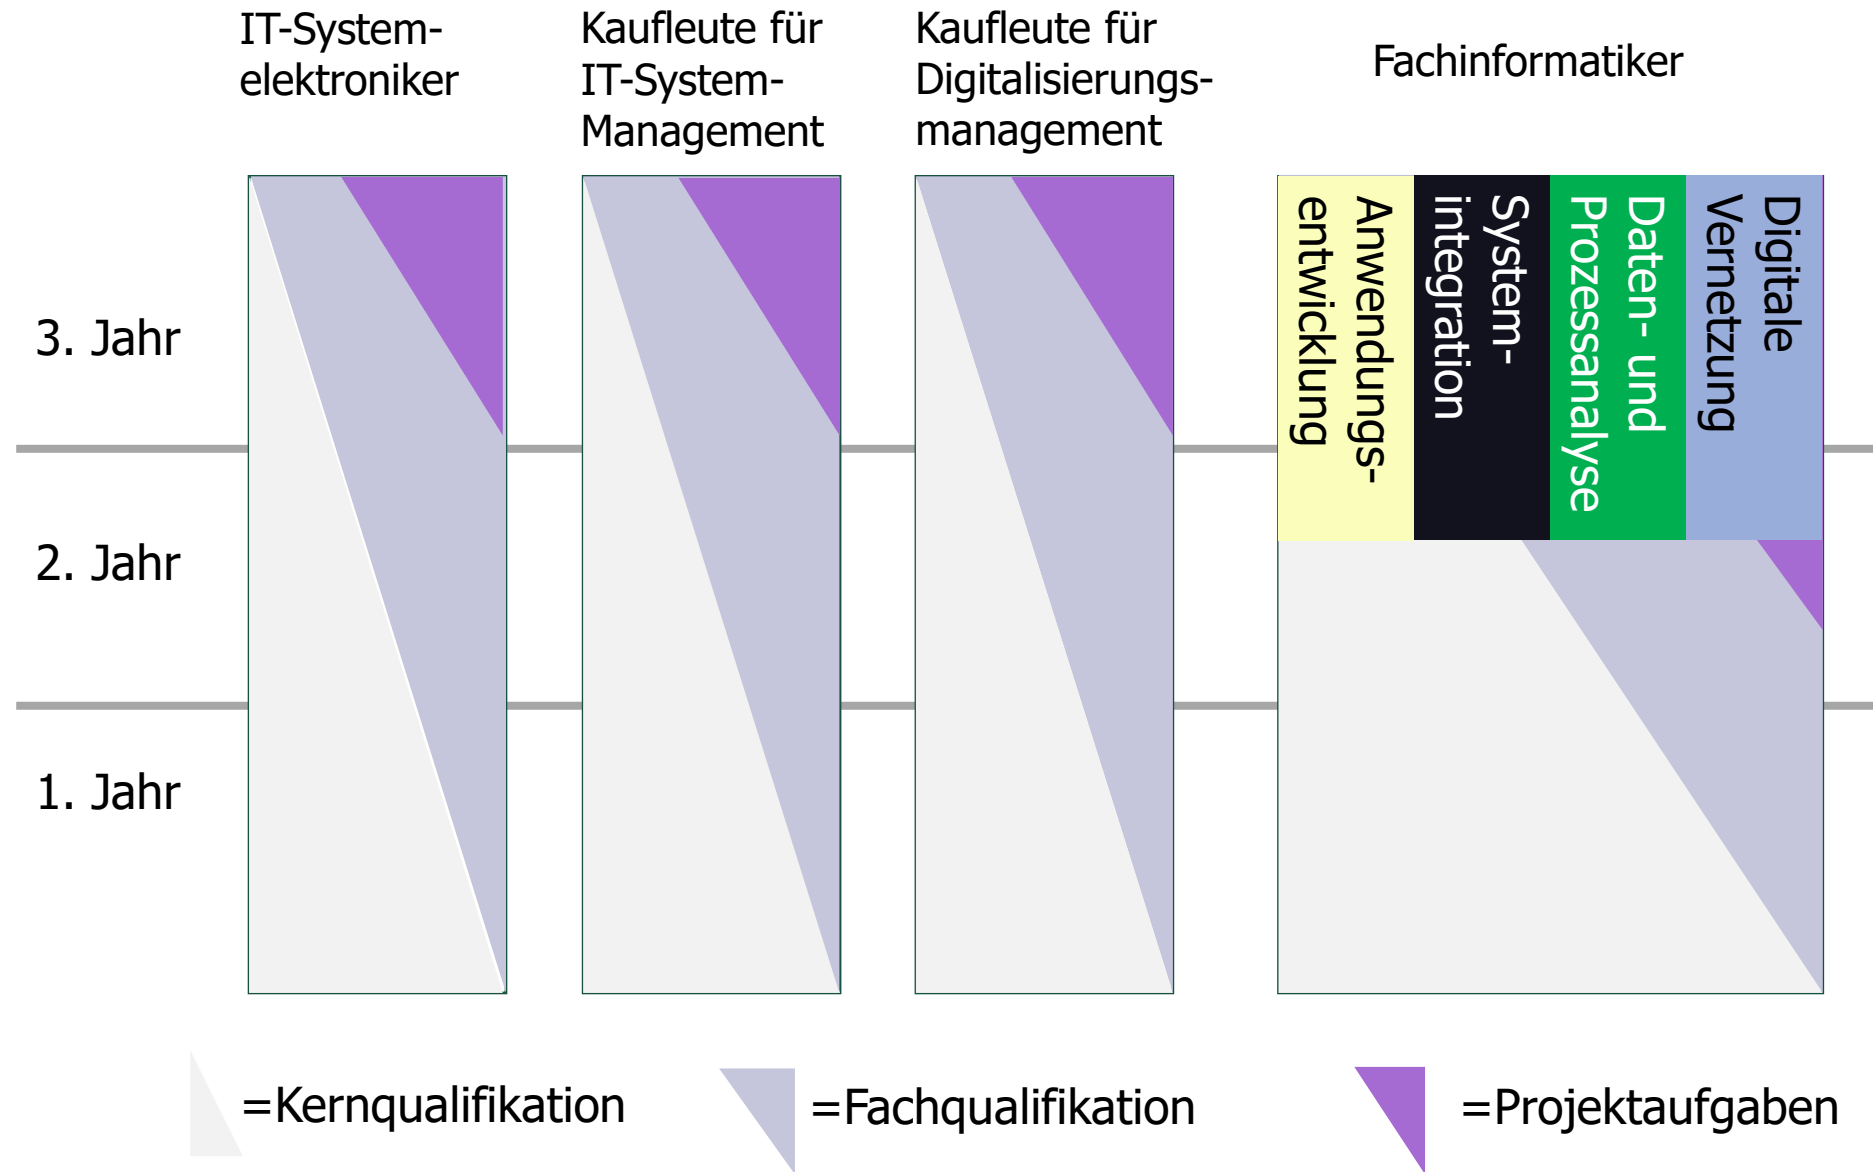 IT-System-
elektroniker
Kaufleute für
IT-System-
Management
Kaufleute für
Digitalisierungs-
management
Fachinformatiker
Anwendungs-
entwicklung
System-
integration
Daten- und
Prozessanalyse
Digitale
Vernetzung
3. Jahr
2. Jahr
1. Jahr
=Kernqualifikation
=Fachqualifikation
=Projektaufgaben